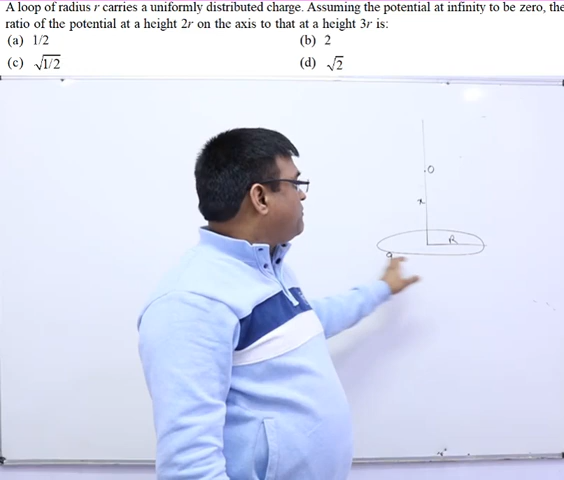 A loop of radius r carries a uniformly distributed charge. Assuming the potential at infinity to be zero, the
ratio of the potential at a height 2r on the axis to that at a height 3r is:
(a) 1/2
(b) 2
(c) √1/2
(d) √2
O
x
R
q